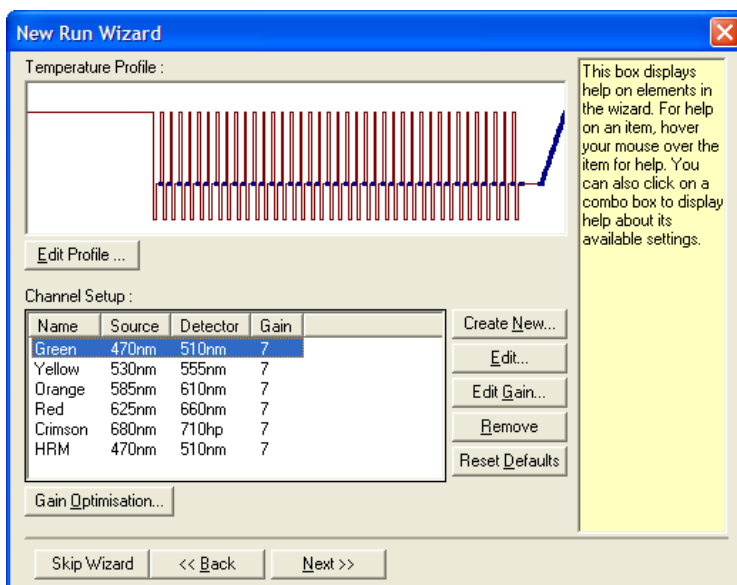 New Run Wizard
Temperature Profile :
Edit Profile ...
Channel Setup :
Name Source Detector Gain
Green 470nm 510nm 7
Yellow 530nm 555nm 7
Orange 585nm 610nm 7
Red 625nm 660nm 7
Crimson 680nm 710hp 7
HRM 470nm 510nm 7
Create New...
Edit...
Edit Gain...
Remove
Reset Defaults
Gain Optimisation...
This box displays
help on elements in
the wizard. For help
on an item, hover
your mouse over the
item for help. You
can also click on a
combo box to display
help about its
available settings.
Skip Wizard
<< Back
Next >>